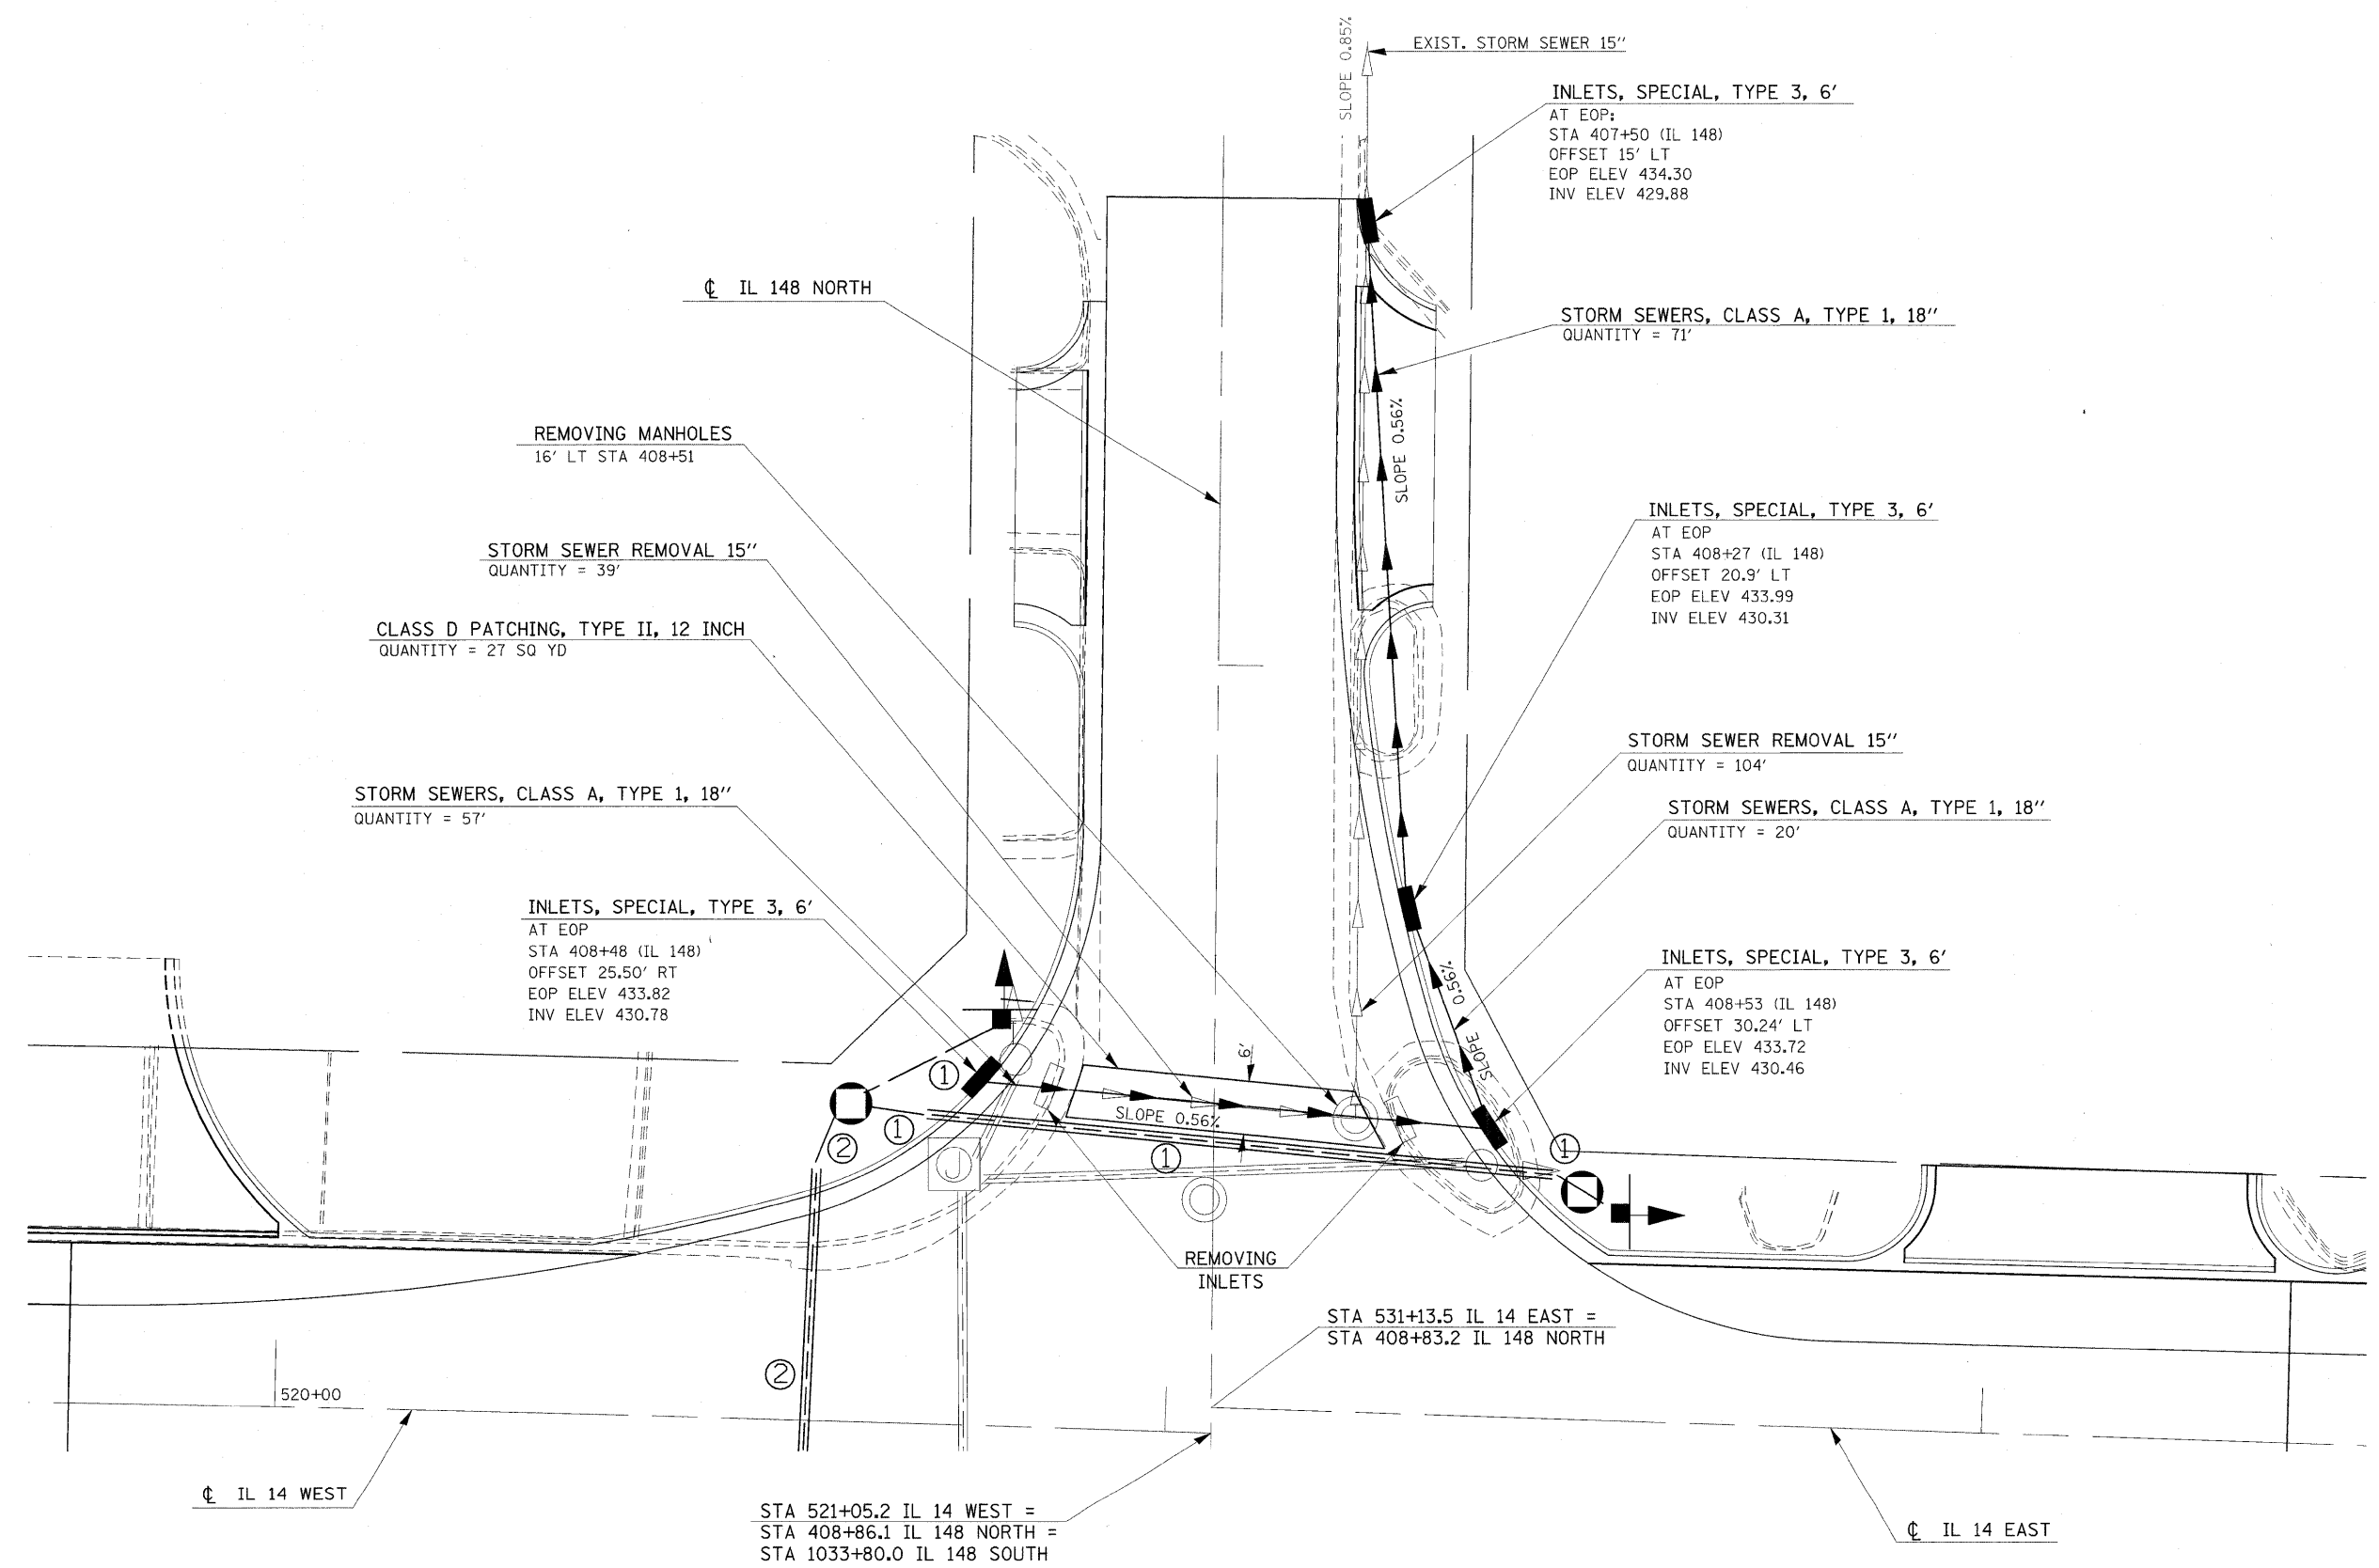 SLOPE 0.85%
EXIST. STORM SEWER 15"
INLETS, SPECIAL, TYPE 3, 6'
AT EOP:
STA 407+50 (IL 148)
OFFSET 15' LT
EOP ELEV 434.30
INV ELEV 429.88
℄ IL 148 NORTH
STORM SEWERS, CLASS A, TYPE 1, 18"
QUANTITY = 71'
SLOPE 0.56%
REMOVING MANHOLES
16' LT STA 408+51
INLETS, SPECIAL, TYPE 3, 6'
AT EOP
STA 408+27 (IL 148)
OFFSET 20.9' LT
EOP ELEV 433.99
INV ELEV 430.31
STORM SEWER REMOVAL 15"
QUANTITY = 39'
CLASS D PATCHING, TYPE II, 12 INCH
QUANTITY = 27 SQ YD
STORM SEWER REMOVAL 15"
QUANTITY = 104'
STORM SEWERS, CLASS A, TYPE 1, 18"
QUANTITY = 57'
STORM SEWERS, CLASS A, TYPE 1, 18"
QUANTITY = 20'
INLETS, SPECIAL, TYPE 3, 6'
AT EOP
STA 408+48 (IL 148)
OFFSET 25.50' RT
EOP ELEV 433.82
INV ELEV 430.78
INLETS, SPECIAL, TYPE 3, 6'
AT EOP
STA 408+53 (IL 148)
OFFSET 30.24' LT
EOP ELEV 433.72
INV ELEV 430.46
SLOPE 0.56%
6'
1
1
2
SLOPE 0.56%
1
1
J
REMOVING
INLETS
STA 531+13.5 IL 14 EAST =
STA 408+83.2 IL 148 NORTH
2
520+00
℄ IL 14 WEST
STA 521+05.2 IL 14 WEST =
STA 408+86.1 IL 148 NORTH =
STA 1033+80.0 IL 148 SOUTH
℄ IL 14 EAST